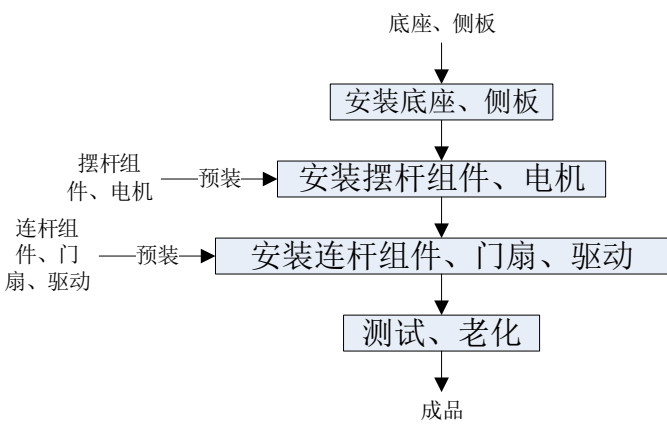 底座、侧板
安装底座、侧板
摆杆组
件、电机
预装
安装摆杆组件、电机
连杆组
件、门
扇、驱动
预装
安装连杆组件、门扇、驱动
测试、老化
成品